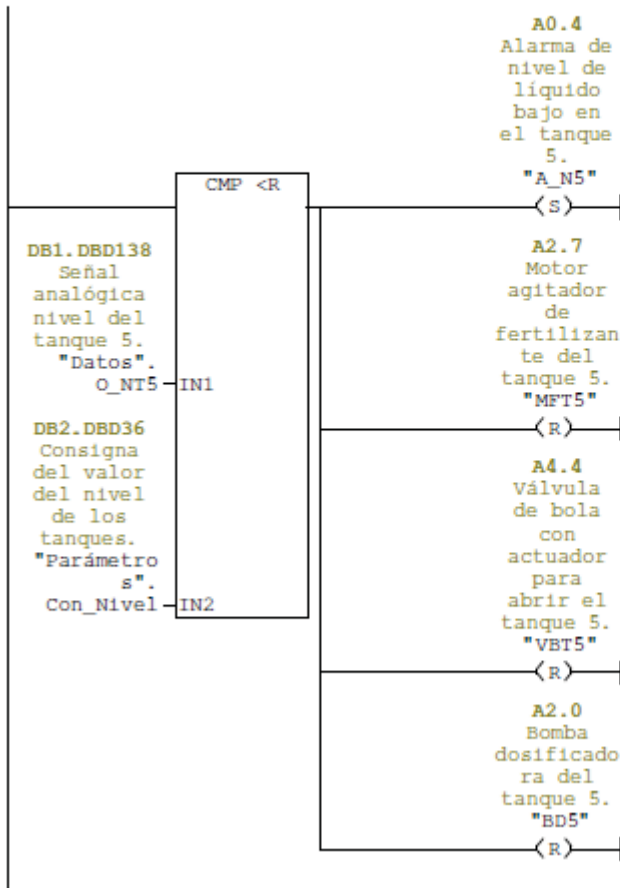 A0.4
Alarma de
nivel de
líquido
bajo en
el tanque
5.
"A_N5"
CMP <R
S
DB1.DBD138
Señal
analógica
nivel del
tanque 5.
"Datos".
O_NT5
IN1
A2.7
Motor
agitador
de
fertilizan
te del
tanque 5.
"MFT5"
R
DB2.DBD36
Consigna
del valor
del nivel
de los
tanques.
"Parámetro
s".
Con_Nivel
IN2
A4.4
Válvula
de bola
con
actuador
para
abrir el
tanque 5.
"VBT5"
R
A2.0
Bomba
dosificado
ra del
tanque 5.
"BD5"
R